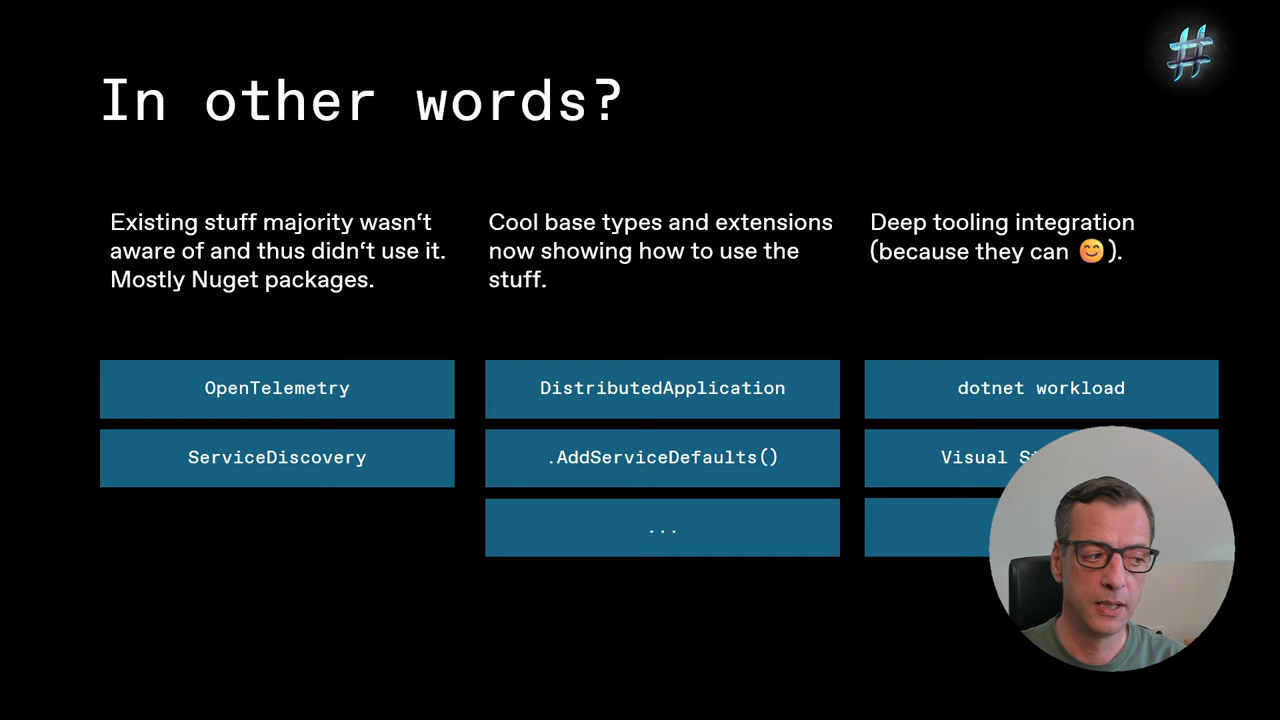 In other words?
Existing stuff majority wasn‘t
aware of and thus didn‘t use it.
Mostly Nuget packages.
Cool base types and extensions
now showing how to use the
stuff.
Deep tooling integration
(because they can 😊).
OpenTelemetry
ServiceDiscovery
DistributedApplication
.AddServiceDefaults()
...
dotnet workload
Visual